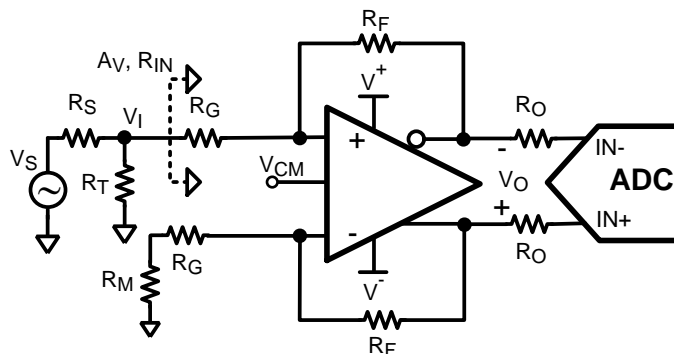 R_F
A_V, R_IN
V^+
R_S
V_I
R_G
R_O
V_S
+
-
IN-
R_T
V_CM
V_O
ADC
+
IN+
-
R_G
R_O
R_M
V^-
R_F